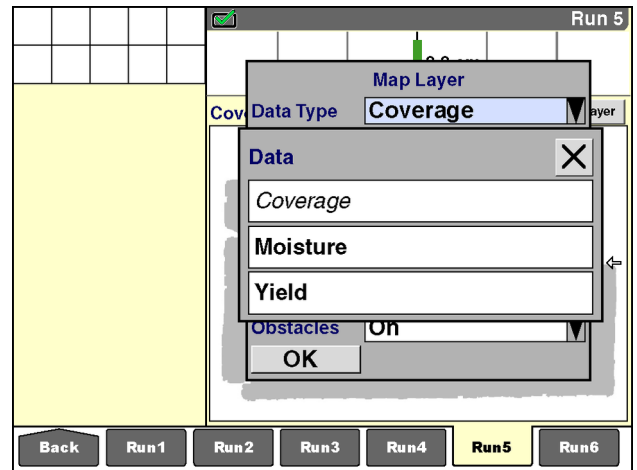 Run 5
Map Layer
Data Type Coverage
Cov
ayer
Data
Coverage
Moisture
Yield
Obstacles On
OK
Back Run1 Run2 Run3 Run4 Run5 Run6